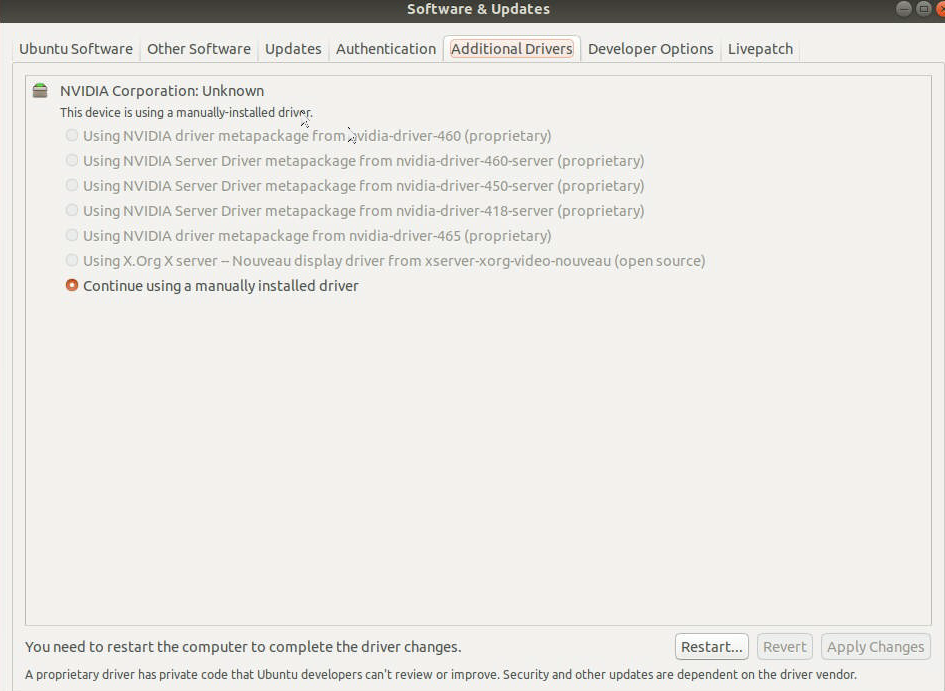 Software & Updates
Ubuntu Software Other Software Updates Authentication Additional Drivers Developer Options Livepatch
NVIDIA Corporation: Unknown
This device is using a manually-installed driver.
Using NVIDIA driver metapackage from nvidia-driver-460 (proprietary)
Using NVIDIA Server Driver metapackage from nvidia-driver-460-server (proprietary)
Using NVIDIA Server Driver metapackage from nvidia-driver-450-server (proprietary)
Using NVIDIA Server Driver metapackage from nvidia-driver-418-server (proprietary)
Using NVIDIA driver metapackage from nvidia-driver-465 (proprietary)
Using X.Org X server -- Nouveau display driver from xserver-xorg-video-nouveau (open source)
Continue using a manually installed driver
You need to restart the computer to complete the driver changes. Restart... Revert Apply Changes
A proprietary driver has private code that Ubuntu developers can't review or improve. Security and other updates are dependent on the driver vendor.